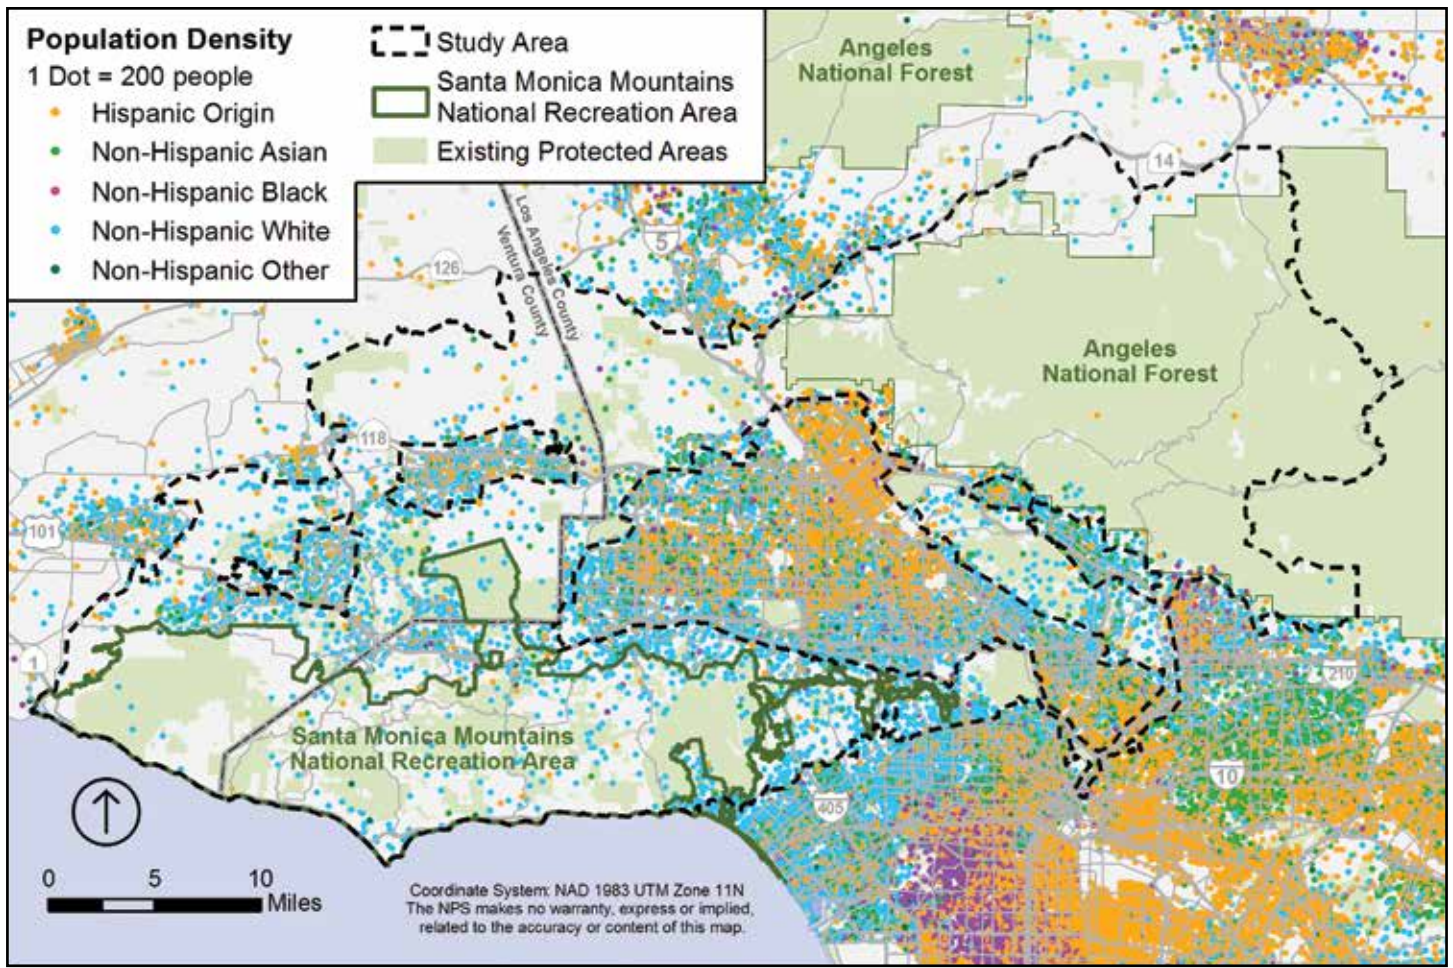 Population Density
1 Dot = 200 people
Hispanic Origin
Non-Hispanic Asian
Non-Hispanic Black
Non-Hispanic White
Non-Hispanic Other
Study Area
Santa Monica Mountains
National Recreation Area
Existing Protected Areas
Angeles
National Forest
14
5
126
Los Angeles County
Ventura County
Angeles
National Forest
118
101
1
210
Santa Monica Mountains
National Recreation Area
10
405
0 5 10
Miles
Coordinate System: NAD 1983 UTM Zone 11N
The NPS makes no warranty, express or implied,
related to the accuracy or content of this map.